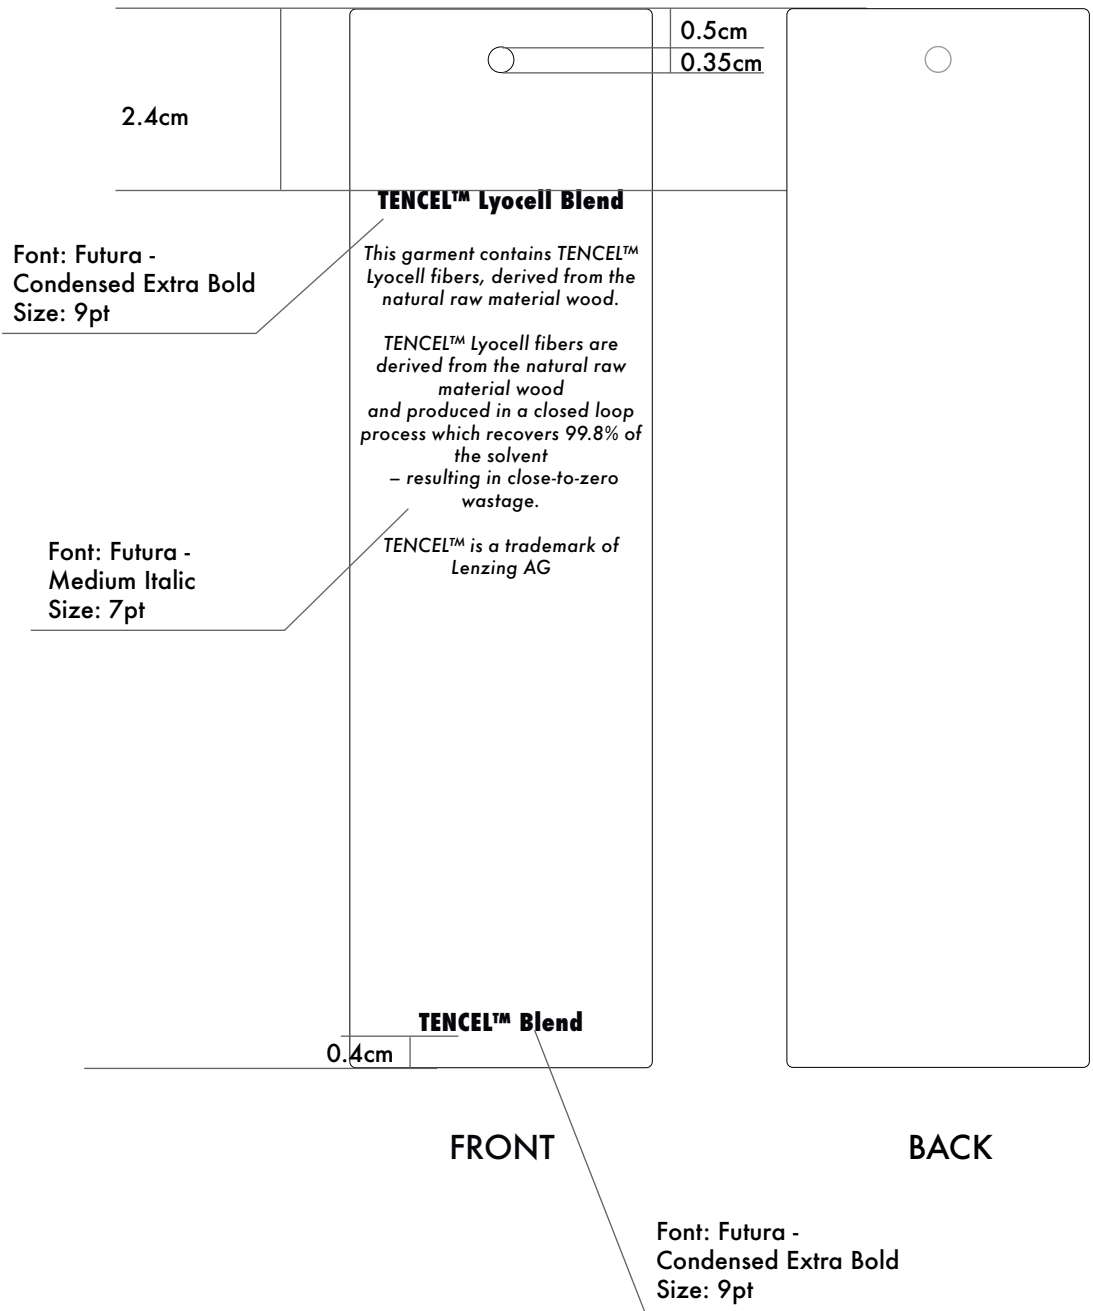 0.5cm
0.35cm
2.4cm
TENCEL™ Lyocell Blend
Font: Futura -
Condensed Extra Bold
Size: 9pt
This garment contains TENCEL™
Lyocell fibers, derived from the
natural raw material wood.
TENCEL™ Lyocell fibers are
derived from the natural raw
material wood
and produced in a closed loop
process which recovers 99.8% of
the solvent
– resulting in close-to-zero
wastage.
Font: Futura -
Medium Italic
Size: 7pt
TENCEL™ is a trademark of
Lenzing AG
TENCEL™ Blend
0.4cm
FRONT
BACK
Font: Futura -
Condensed Extra Bold
Size: 9pt